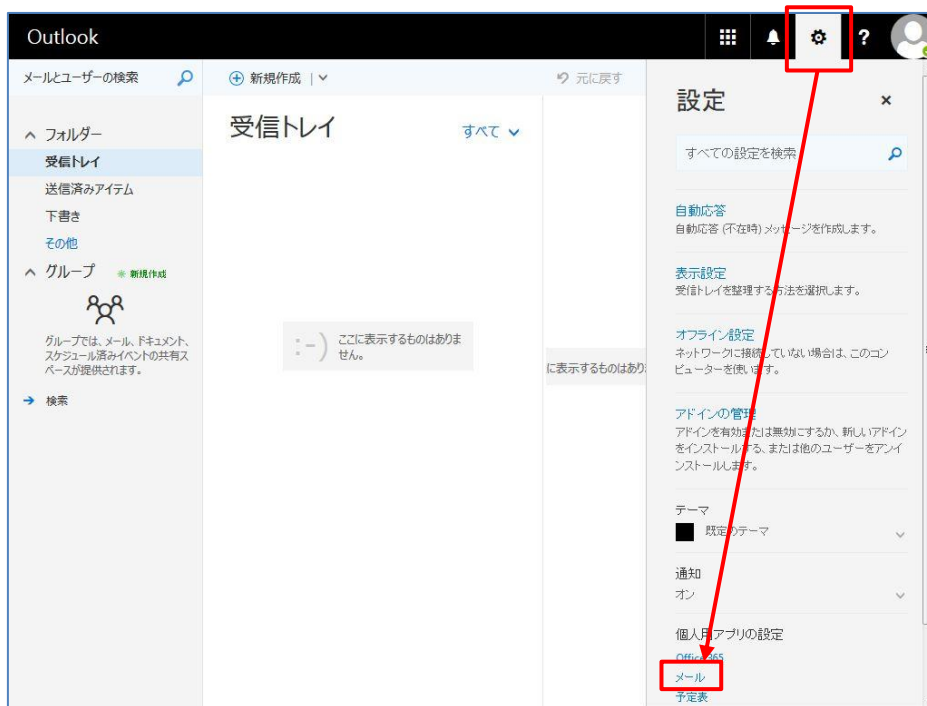 Outlook
?
メールとユーザーの検索
新規作成
元に戻す
フォルダー
受信トレイ
送信済みアイテム
下書き
その他
グループ
新規作成
グループでは、メール、ドキュメント、
スケジュール済みイベントの共有ス
ペースが提供されます。
検索
受信トレイ
すべて
:-)
ここに表示するものはありま
せん。
に表示するものはあり
設定
×
すべての設定を検索
自動応答
自動応答 (不在時) メッセージを作成します。
表示設定
受信トレイを整理する方法を選択します。
オフライン設定
ネットワークに接続していない場合は、このコン
ピューターを使います。
アドインの管理
アドインを有効または無効にするか、新しいアドイン
をインストールする、または他のユーザーをアンイ
ンストールします。
テーマ
既定のテーマ
通知
オン
個人用アプリの設定
Office 365
メール
予定表